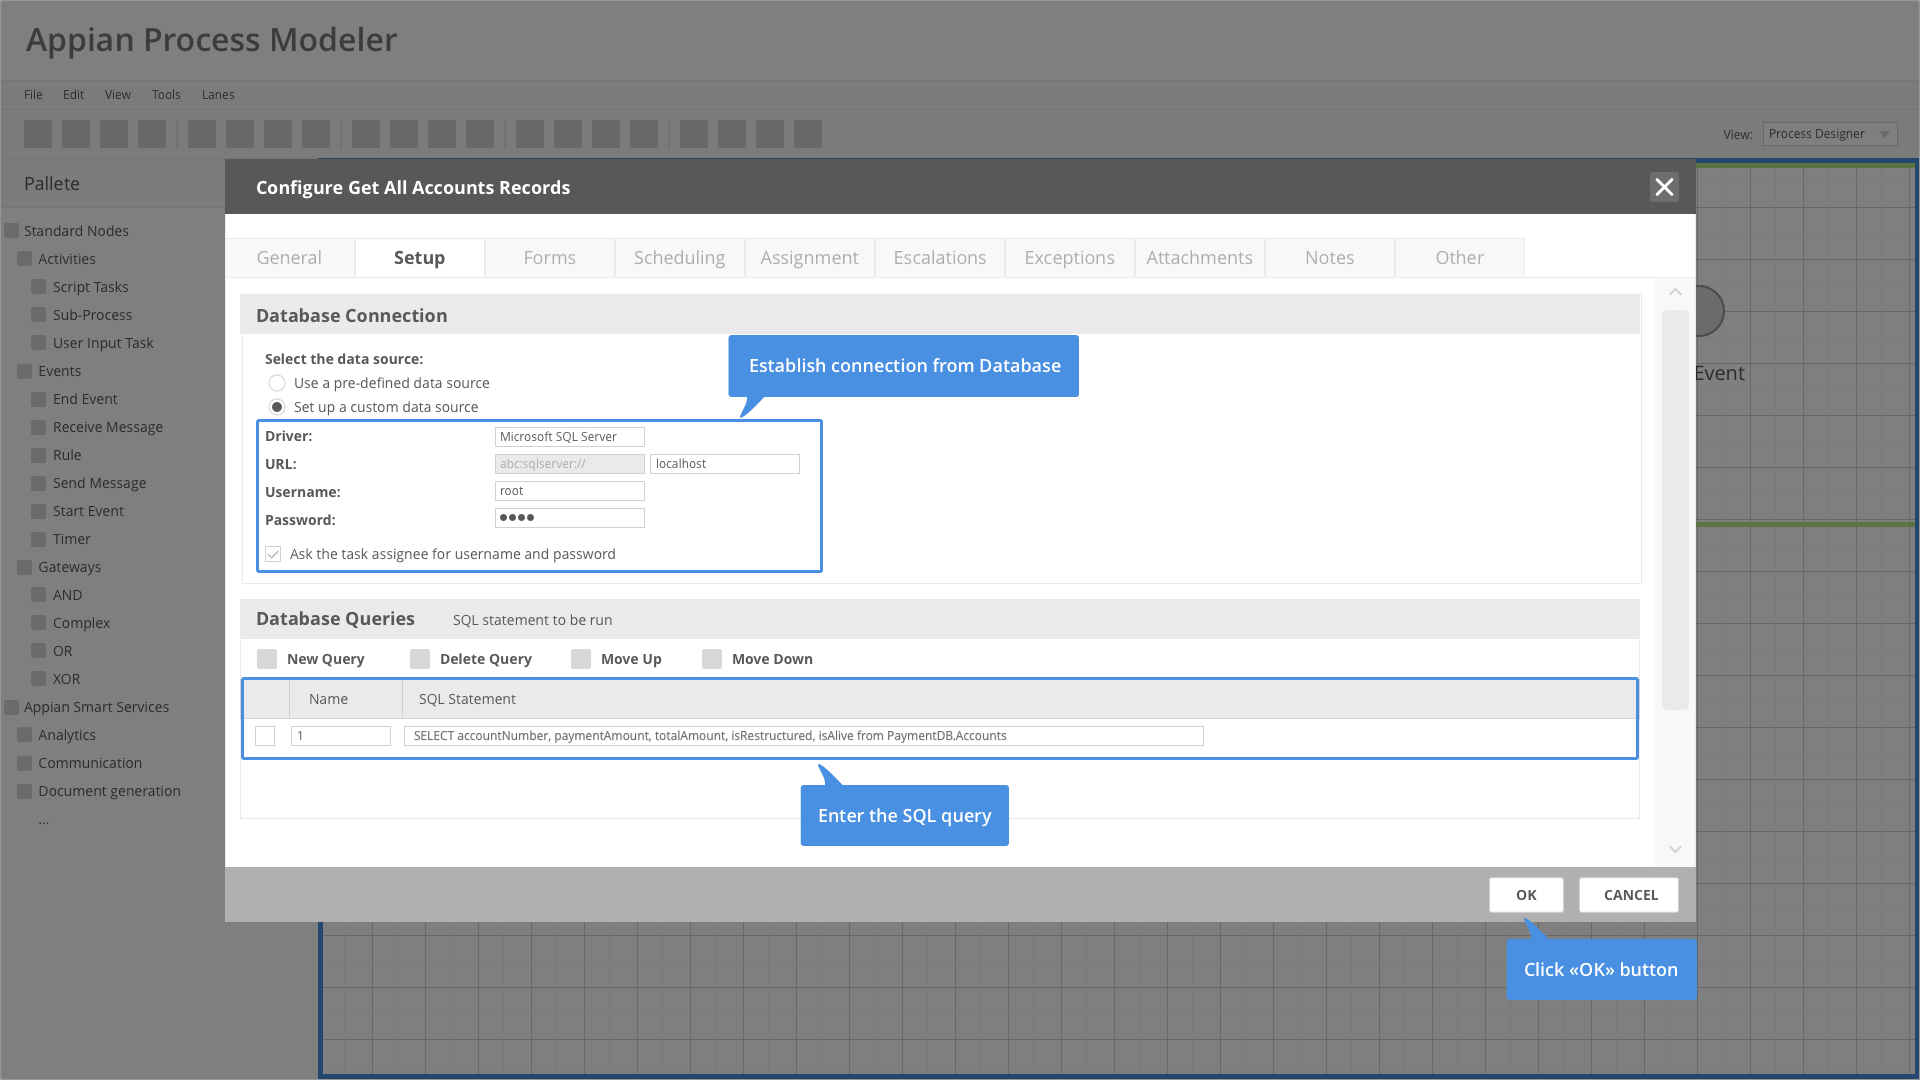 Appian Process Modeler
File Edit View Tools Lanes
View: Process Designer
Pallete
Standard Nodes
Activities
Script Tasks
Sub-Process
User Input Task
Events
End Event
Receive Message
Rule
Send Message
Start Event
Timer
Gateways
AND
Complex
OR
XOR
Appian Smart Services
Analytics
Communication
Document generation
...
Configure Get All Accounts Records
General Setup Forms Scheduling Assignment Escalations Exceptions Attachments Notes Other
Database Connection
Select the data source:
Use a pre-defined data source
Set up a custom data source
Establish connection from Database
Driver: Microsoft SQL Server
URL: abc:sqlserver:// localhost
Username: root
Password: ●●●●
Ask the task assignee for username and password
Database Queries SQL statement to be run
New Query Delete Query Move Up Move Down
Name SQL Statement
1 SELECT accountNumber, paymentAmount, totalAmount, isRestructured, isAlive from PaymentDB.Accounts
Enter the SQL query
OK CANCEL
Click «OK» button
Event